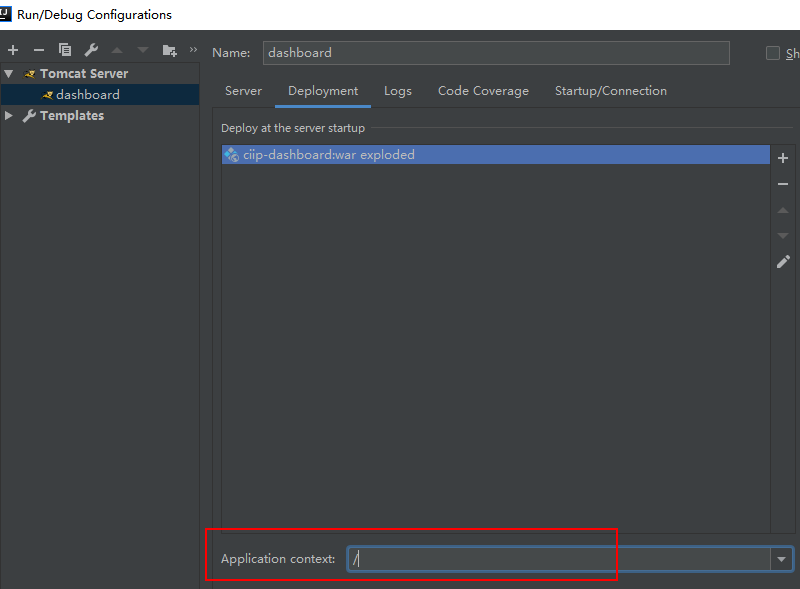 Run/Debug Configurations
Name: dashboard
Sh
Tomcat Server
dashboard
Templates
Server Deployment Logs Code Coverage Startup/Connection
Deploy at the server startup
ciip-dashboard:war exploded
Application context: /